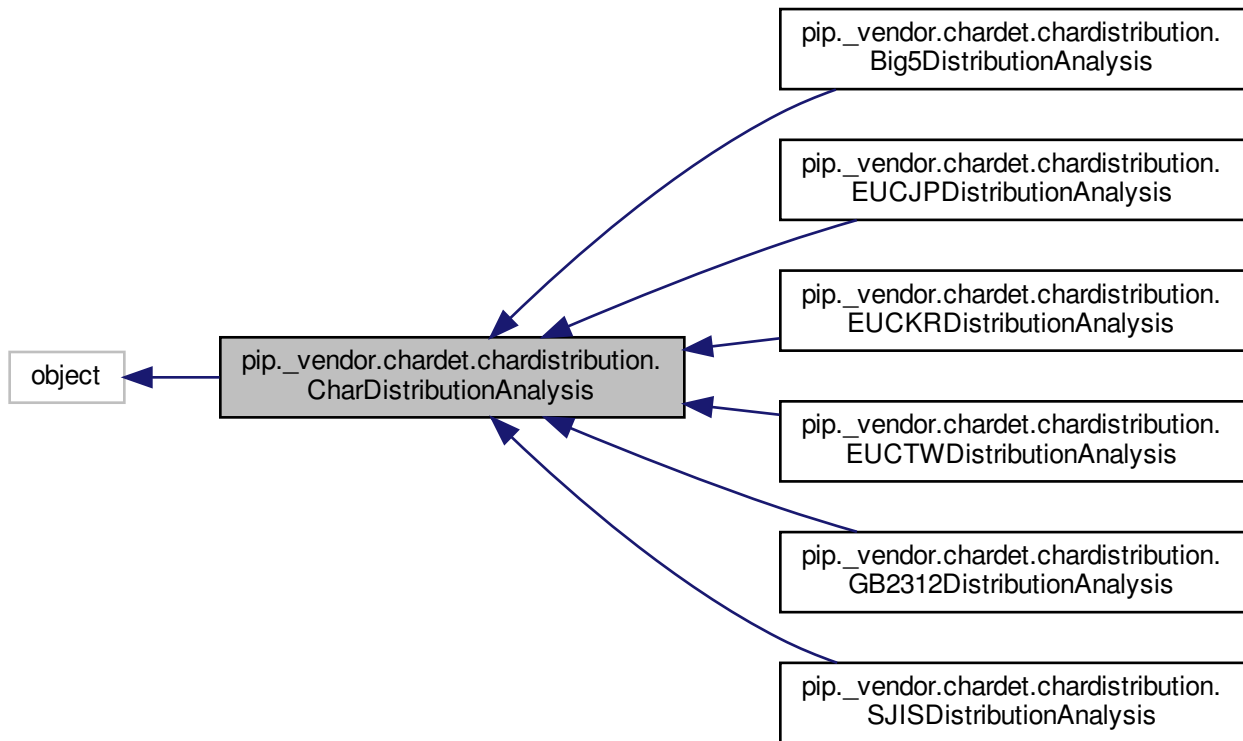 pip._vendor.chardet.chardistribution.
Big5DistributionAnalysis
pip._vendor.chardet.chardistribution.
EUCJPDistributionAnalysis
pip._vendor.chardet.chardistribution.
EUCKRDistributionAnalysis
object
pip._vendor.chardet.chardistribution.
CharDistributionAnalysis
pip._vendor.chardet.chardistribution.
EUCTWDistributionAnalysis
pip._vendor.chardet.chardistribution.
GB2312DistributionAnalysis
pip._vendor.chardet.chardistribution.
SJISDistributionAnalysis